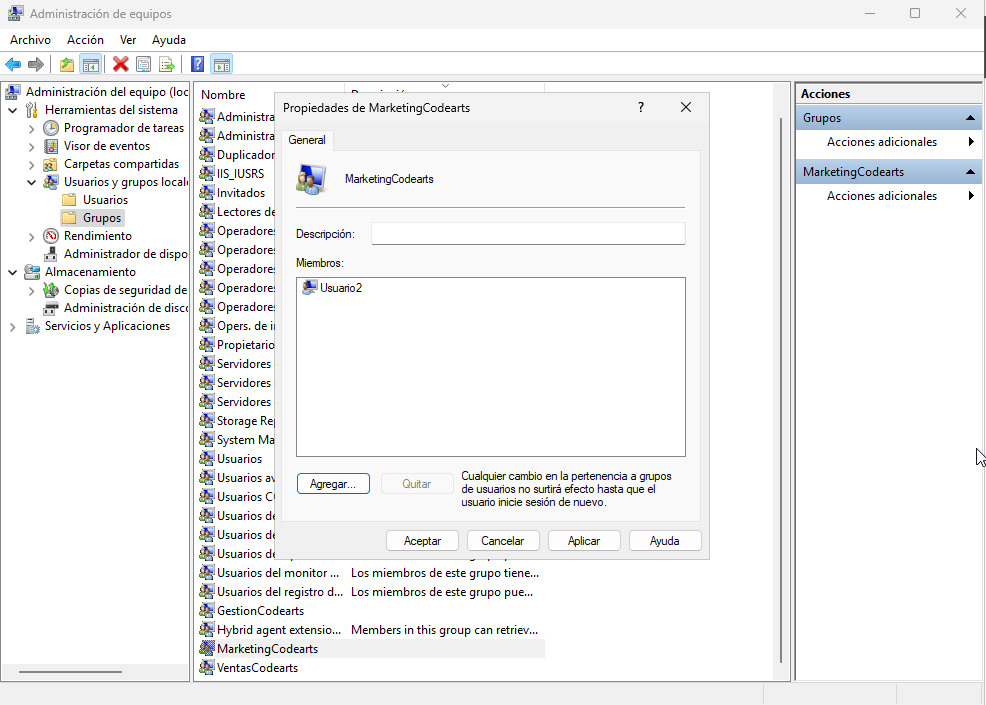 Administración de equipos
Archivo Acción Ver Ayuda
Administración del equipo (loc
Herramientas del sistema
Programador de tareas
Visor de eventos
Carpetas compartidas
Usuarios y grupos locale
Usuarios
Grupos
Rendimiento
Administrador de dispo
Almacenamiento
Copias de seguridad de
Administración de disco
Servicios y Aplicaciones
Nombre
Administra
Administra
Duplicador
IIS_IUSRS
Invitados
Lectores de
Operadores
Operadore
Operadore
Operadore
Operadore
Opers. de i
Propietario
Servidores
Servidores
Servidores
Storage Rep
System Ma
Usuarios
Usuarios av
Usuarios CO
Usuarios de
Usuarios de
Usuarios de
Usuarios del monitor ... Los miembros de este grupo tiene...
Usuarios del registro d... Los miembros de este grupo pue...
GestionCodearts
Hybrid agent extensio... Members in this group can retriev...
MarketingCodearts
VentasCodearts
Propiedades de MarketingCodearts ?
General
MarketingCodearts
Descripción:
Miembros:
Usuario2
Agregar... Quitar
Cualquier cambio en la pertenencia a grupos
de usuarios no surtirá efecto hasta que el
usuario inicie sesión de nuevo.
Aceptar Cancelar Aplicar Ayuda
Acciones
Grupos
Acciones adicionales
MarketingCodearts
Acciones adicionales